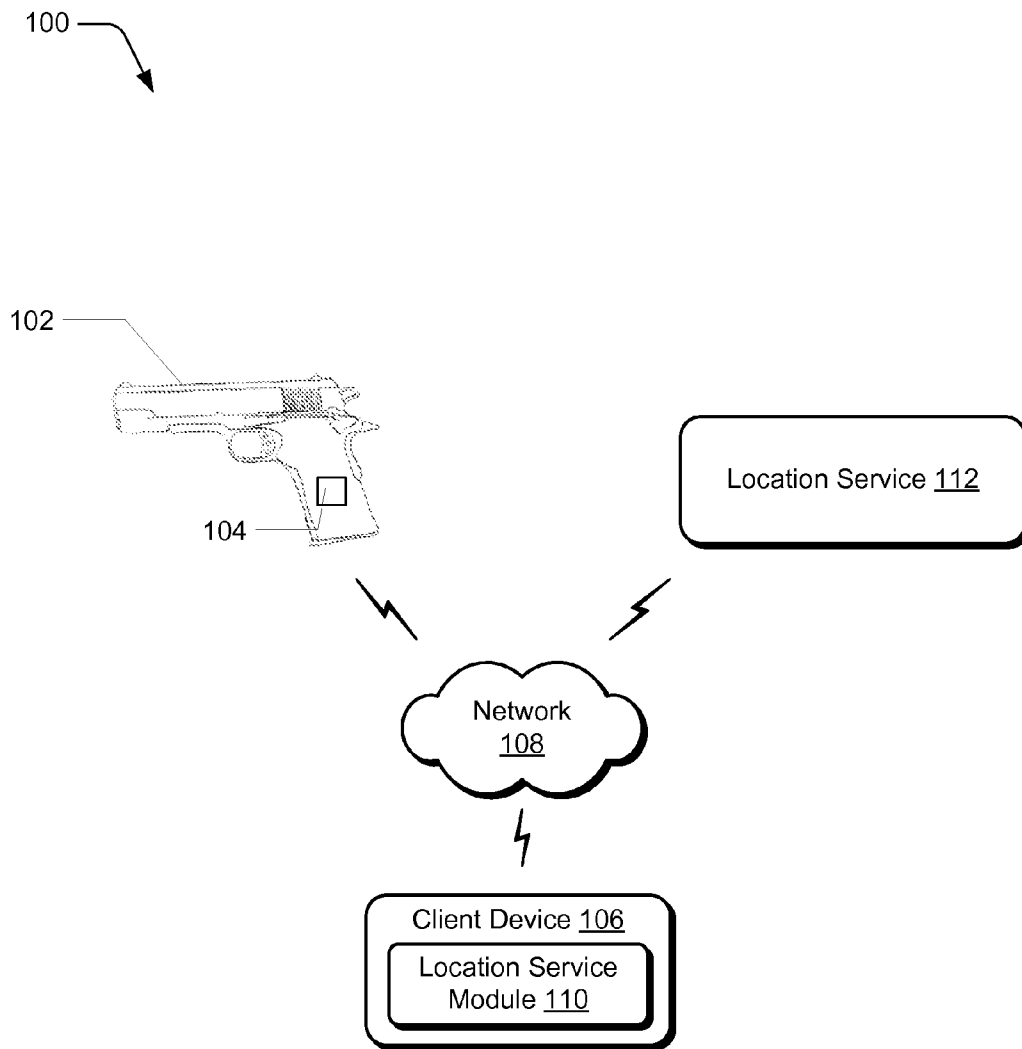 100
102
Location Service 112
104
Network
108
Client Device 106
Location Service
Module 110